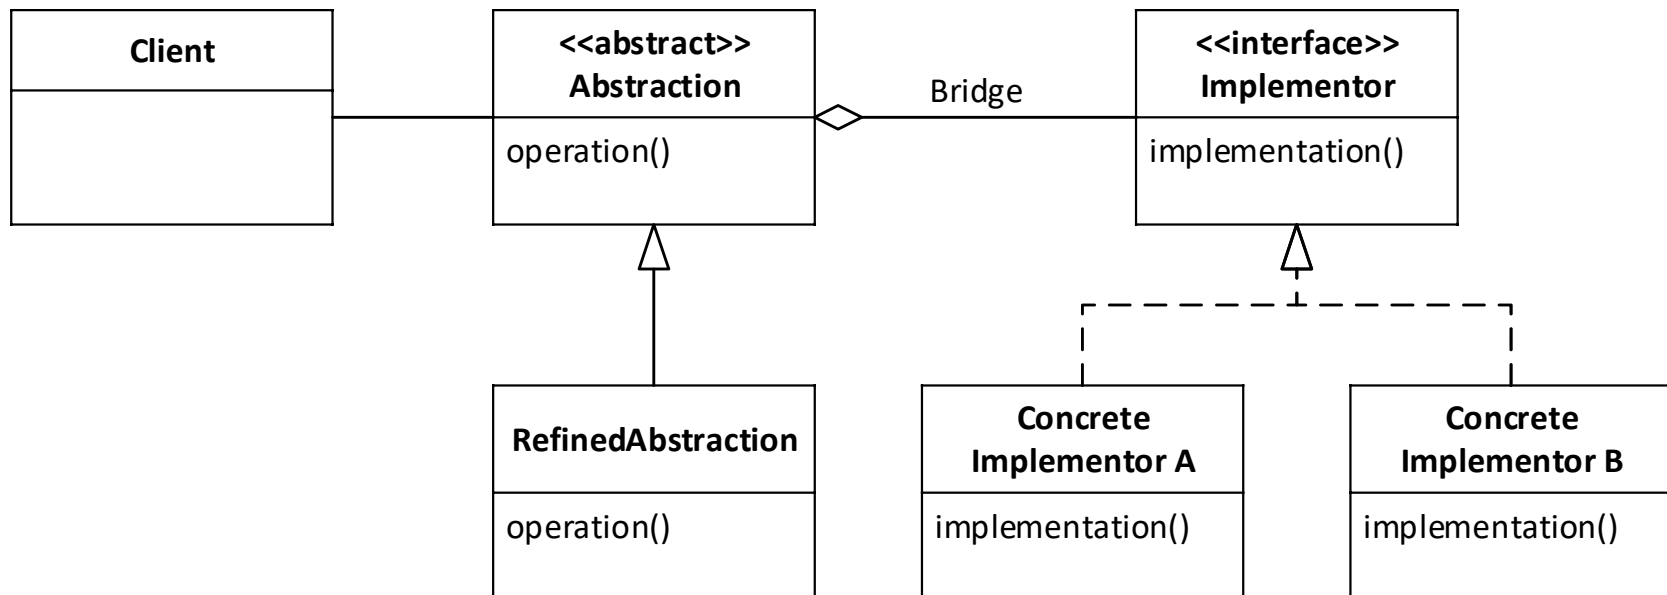 Client
<<abstract>>
Abstraction
operation()
Bridge
<<interface>>
Implementor
implementation()
RefinedAbstraction
operation()
Concrete
Implementor A
implementation()
Concrete
Implementor B
implementation()